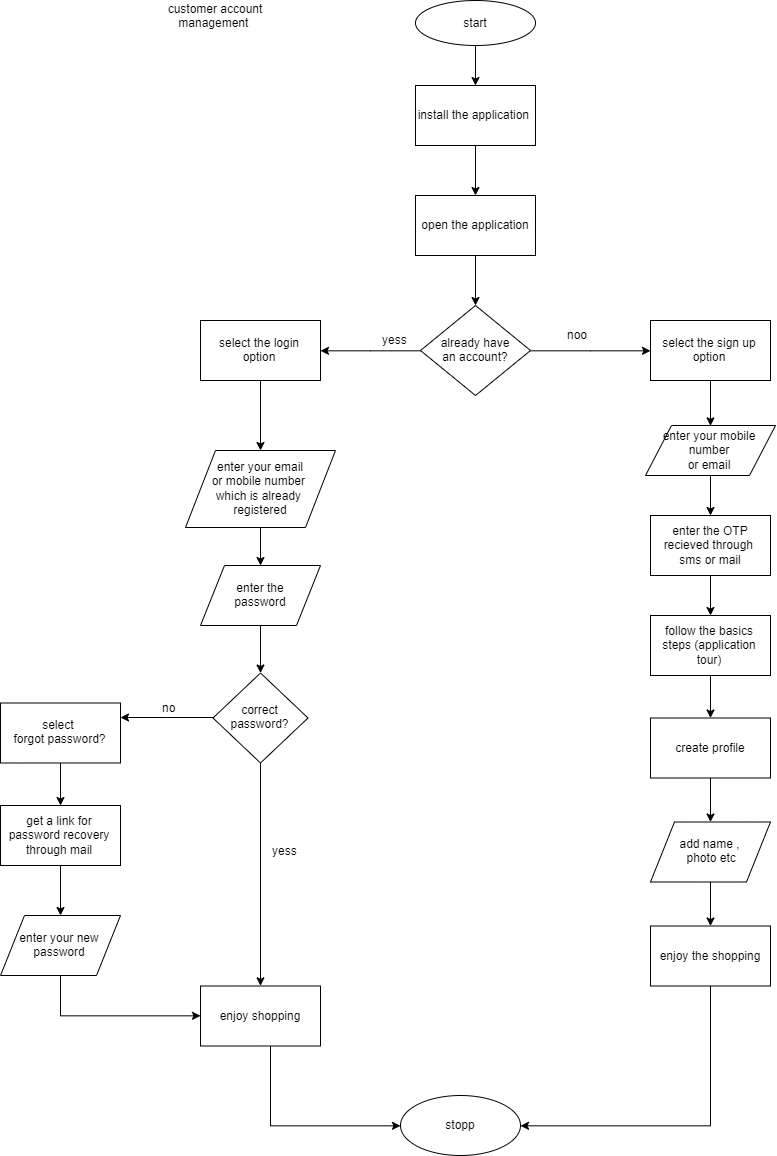 customer account
management
start
install the application
open the application
already have
an account?
yess
noo
select the login
option
enter your email
or mobile number
which is already
registered
enter the
password
correct
password?
no
yess
select
forgot password?
get a link for
password recovery
through mail
enter your new
password
enjoy shopping
select the sign up
option
enter your mobile
number
or email
enter the OTP
recieved through
sms or mail
follow the basics
steps (application
tour)
create profile
add name ,
photo etc
enjoy the shopping
stopp